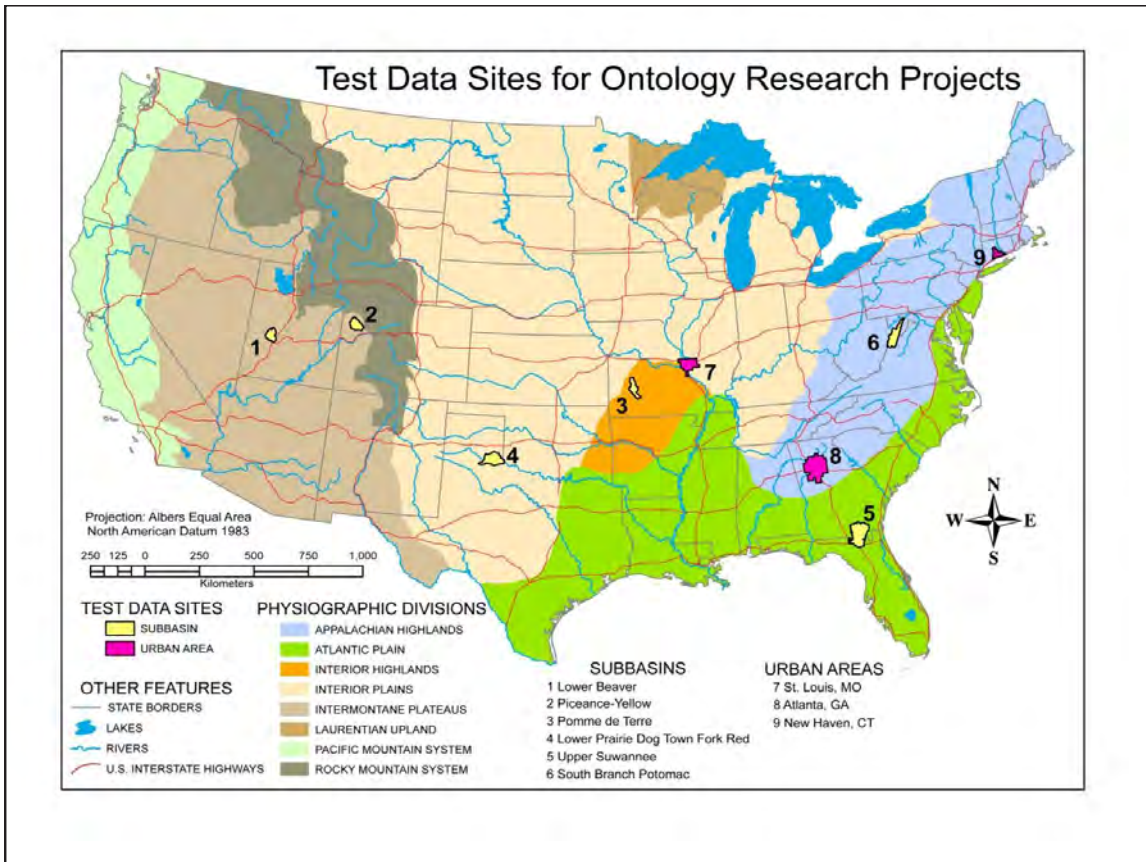 Test Data Sites for Ontology Research Projects
1
2
3
4
5
6
7
8
9
N
W
E
S
Projection: Albers Equal Area
North American Datum 1983
250 125 0 250 500 750 1,000
Kilometers
TEST DATA SITES
SUBBASIN
URBAN AREA
OTHER FEATURES
STATE BORDERS
LAKES
RIVERS
U.S. INTERSTATE HIGHWAYS
PHYSIOGRAPHIC DIVISIONS
APPALACHIAN HIGHLANDS
ATLANTIC PLAIN
INTERIOR HIGHLANDS
INTERIOR PLAINS
INTERMONTANE PLATEAUS
LAURENTIAN UPLAND
PACIFIC MOUNTAIN SYSTEM
ROCKY MOUNTAIN SYSTEM
SUBBASINS
1 Lower Beaver
2 Piceance-Yellow
3 Pomme de Terre
4 Lower Prairie Dog Town Fork Red
5 Upper Suwannee
6 South Branch Potomac
URBAN AREAS
7 St. Louis, MO
8 Atlanta, GA
9 New Haven, CT